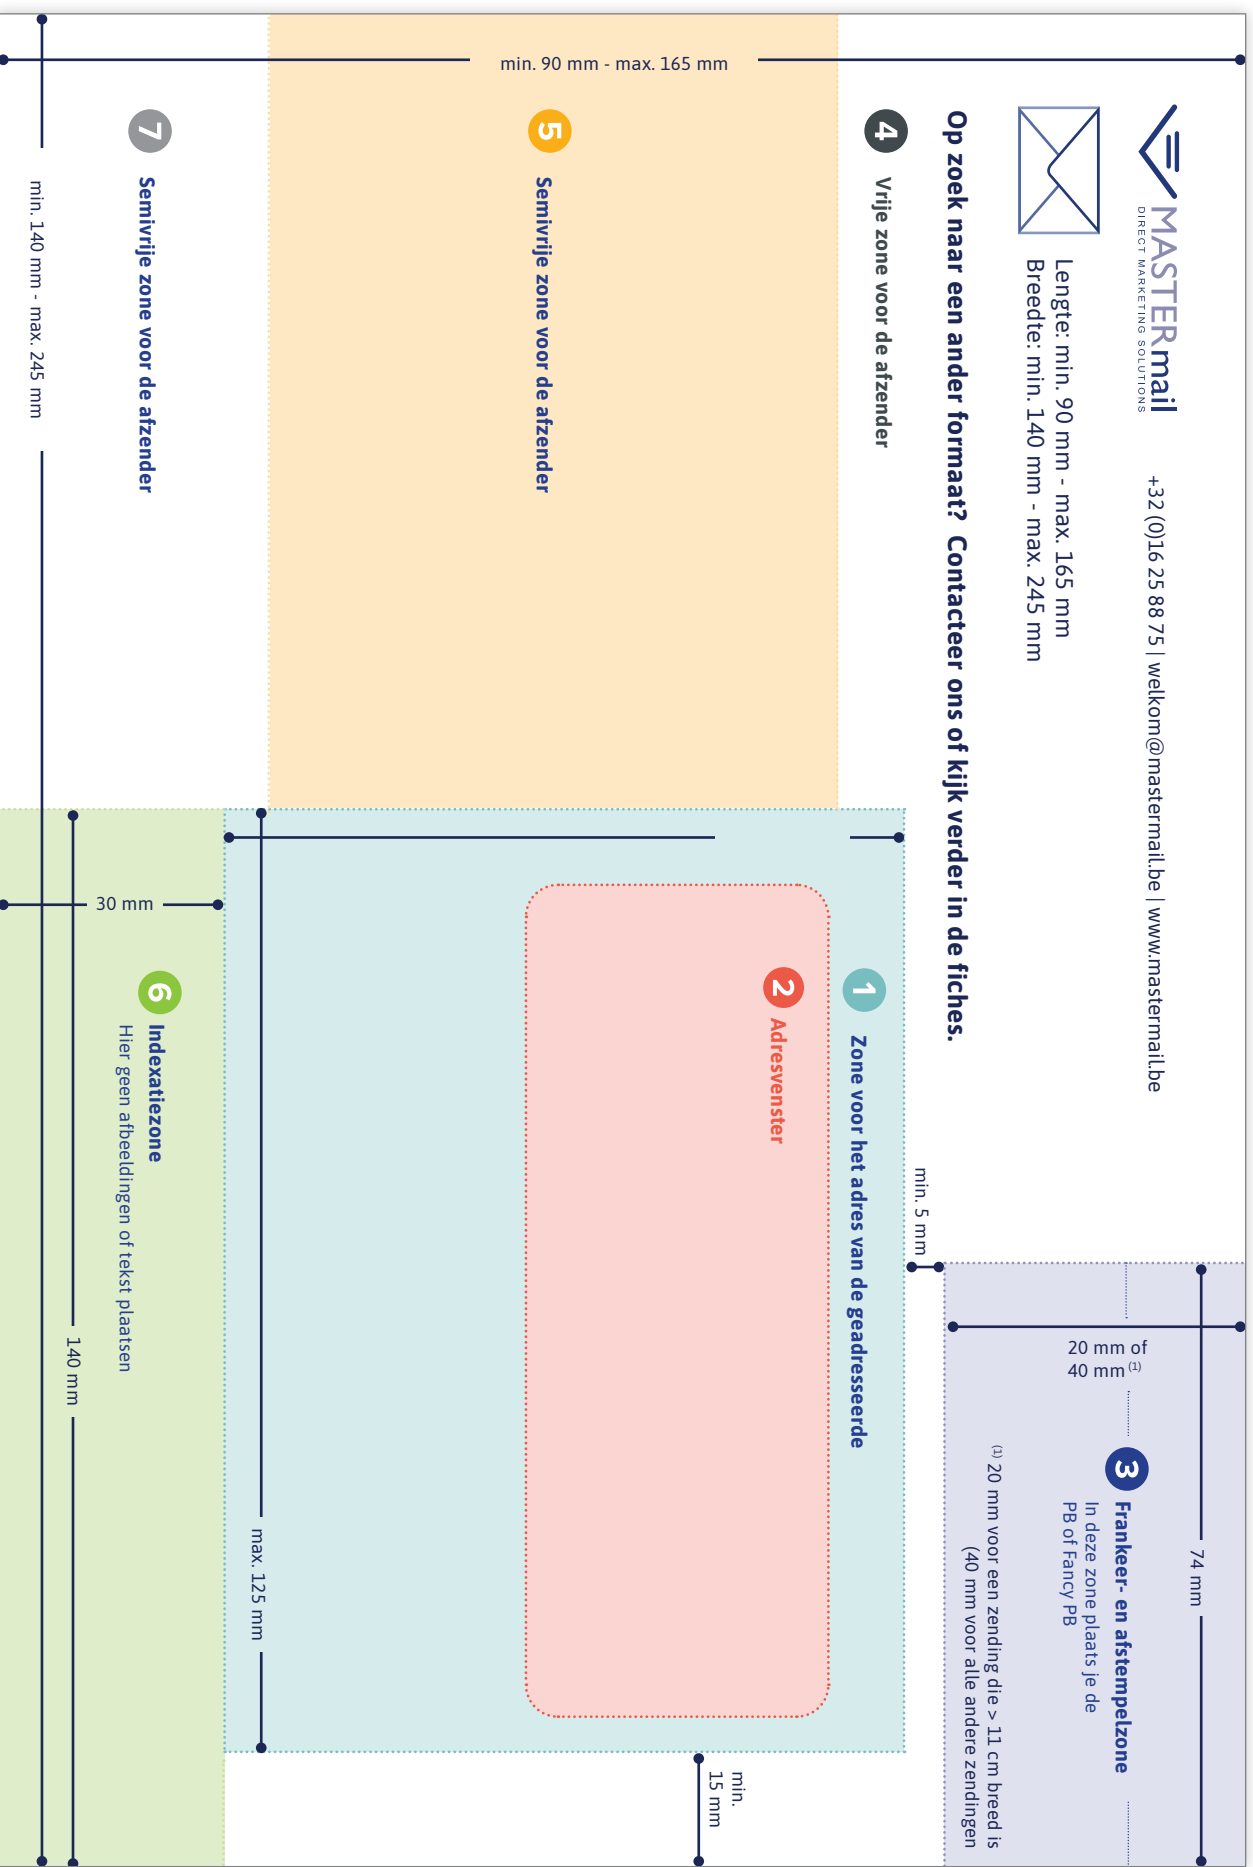 MASTERmail
DIRECT MARKETING SOLUTIONS
+32 (0)16 25 88 75 | welkom@mastermail.be | www.mastermail.be
Lengte: min. 90 mm - max. 165 mm
Breedte: min. 140 mm - max. 245 mm
Op zoek naar een ander formaat? Contacteer ons of kijk verder in de fiches.
min. 90 mm - max. 165 mm
74 mm
20 mm of
40 mm (1)
3 Frankeer- en afstempelzone
In deze zone plaats je de
PB of Fancy PB
(1) 20 mm voor een zending die > 11 cm breed is
(40 mm voor alle andere zendingen
min. 5 mm
4 Vrije zone voor de afzender
1 Zone voor het adres van de geadresseerde
2 Adresvenster
min.
15 mm
5 Semivrije zone voor de afzender
max. 125 mm
7 Semivrije zone voor de afzender
6 Indexatiezone
Hier geen afbeeldingen of tekst plaatsen
30 mm
140 mm
min. 140 mm - max. 245 mm